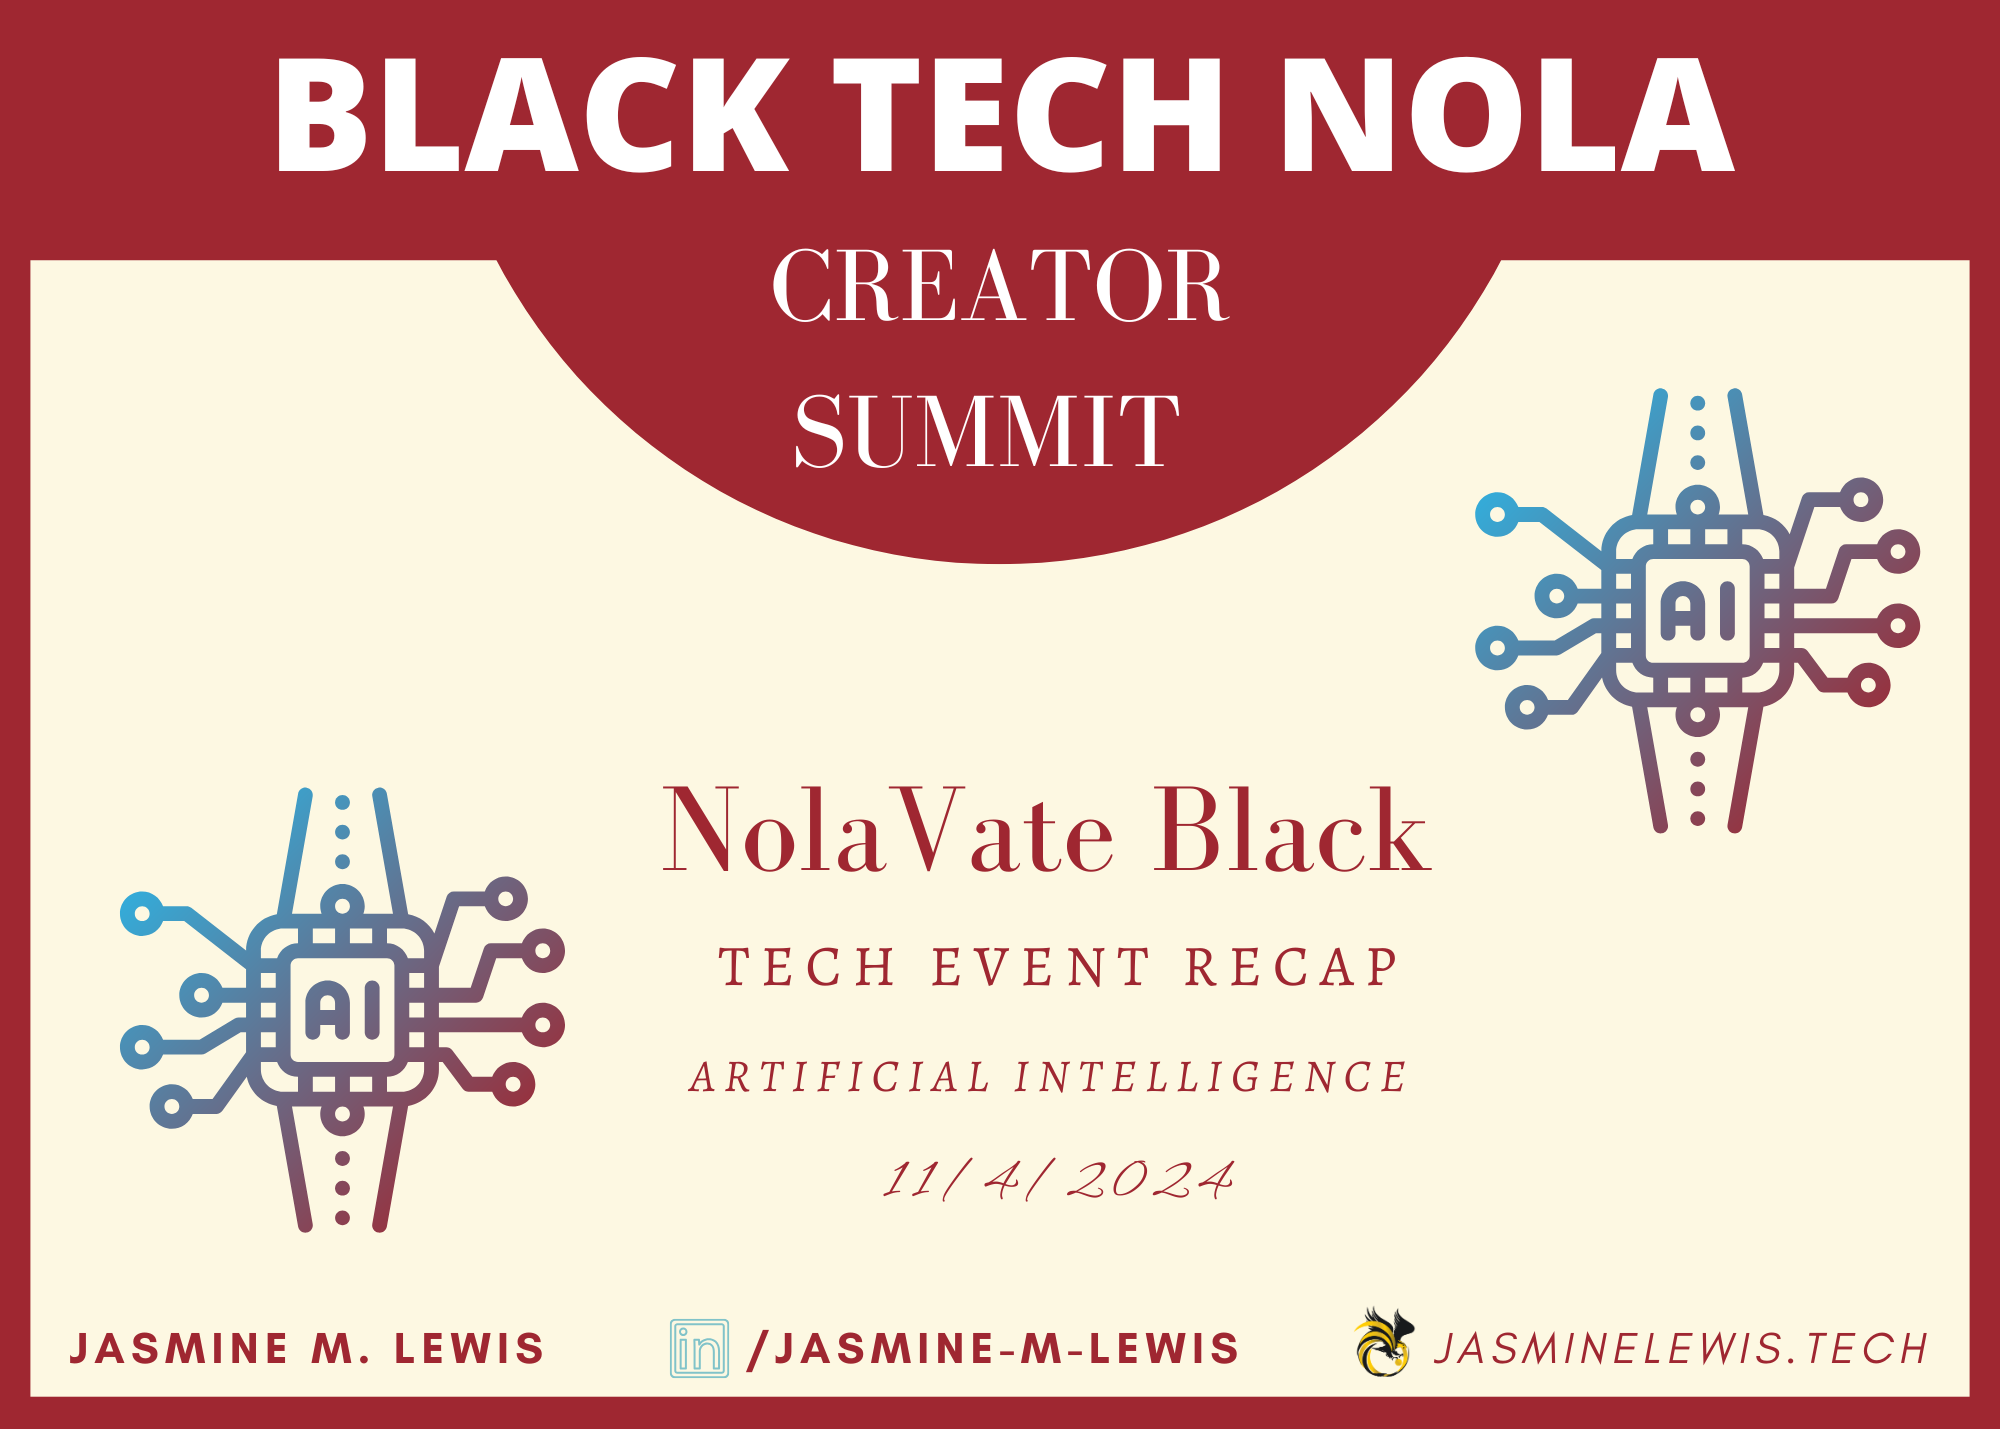 BLACK TECH NOLA
CREATOR
SUMMIT
AI
NolaVate Black
TECH EVENT RECAP
AI
ARTIFICIAL INTELLIGENCE
11/4/2024
JASMINE M. LEWIS
in /JASMINE-M-LEWIS
JASMINELEWIS.TECH